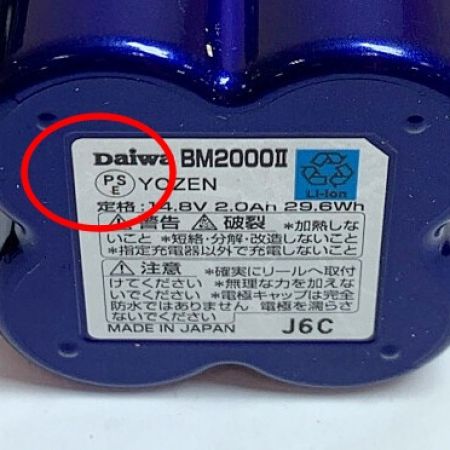 Daiwa BM2000II
PSE YOZEN
Li-ion
定格:14.8V 2.0Ah 29.6Wh
警告 破裂 *加熱しな
いこと *短絡・分解・改造しないこと
*指定充電器以外で充電しないこと
注意 *確実にリールへ取付
けてください *無理な力を加えな
いでください *電極キャップは完全
防水ではありません 電極を濡らさ
ないでください
MADE IN JAPAN J6C